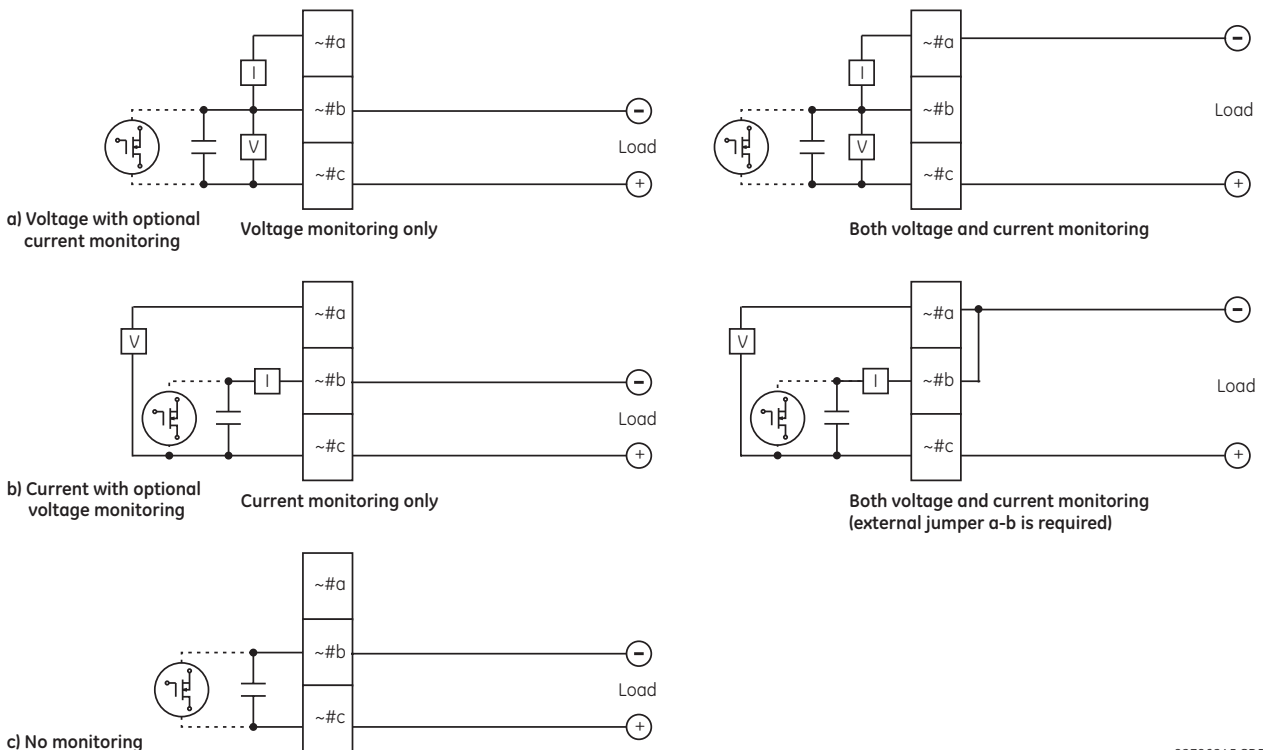 ~#a
I
~#b
V
~#c
−
Load
+
a) Voltage with optional
current monitoring
Voltage monitoring only
~#a
I
~#b
V
~#c
−
Load
+
Both voltage and current monitoring
~#a
V
I
~#b
~#c
−
Load
+
b) Current with optional
voltage monitoring
Current monitoring only
~#a
V
I
~#b
~#c
−
Load
+
Both voltage and current monitoring
(external jumper a-b is required)
~#a
~#b
~#c
−
Load
+
c) No monitoring